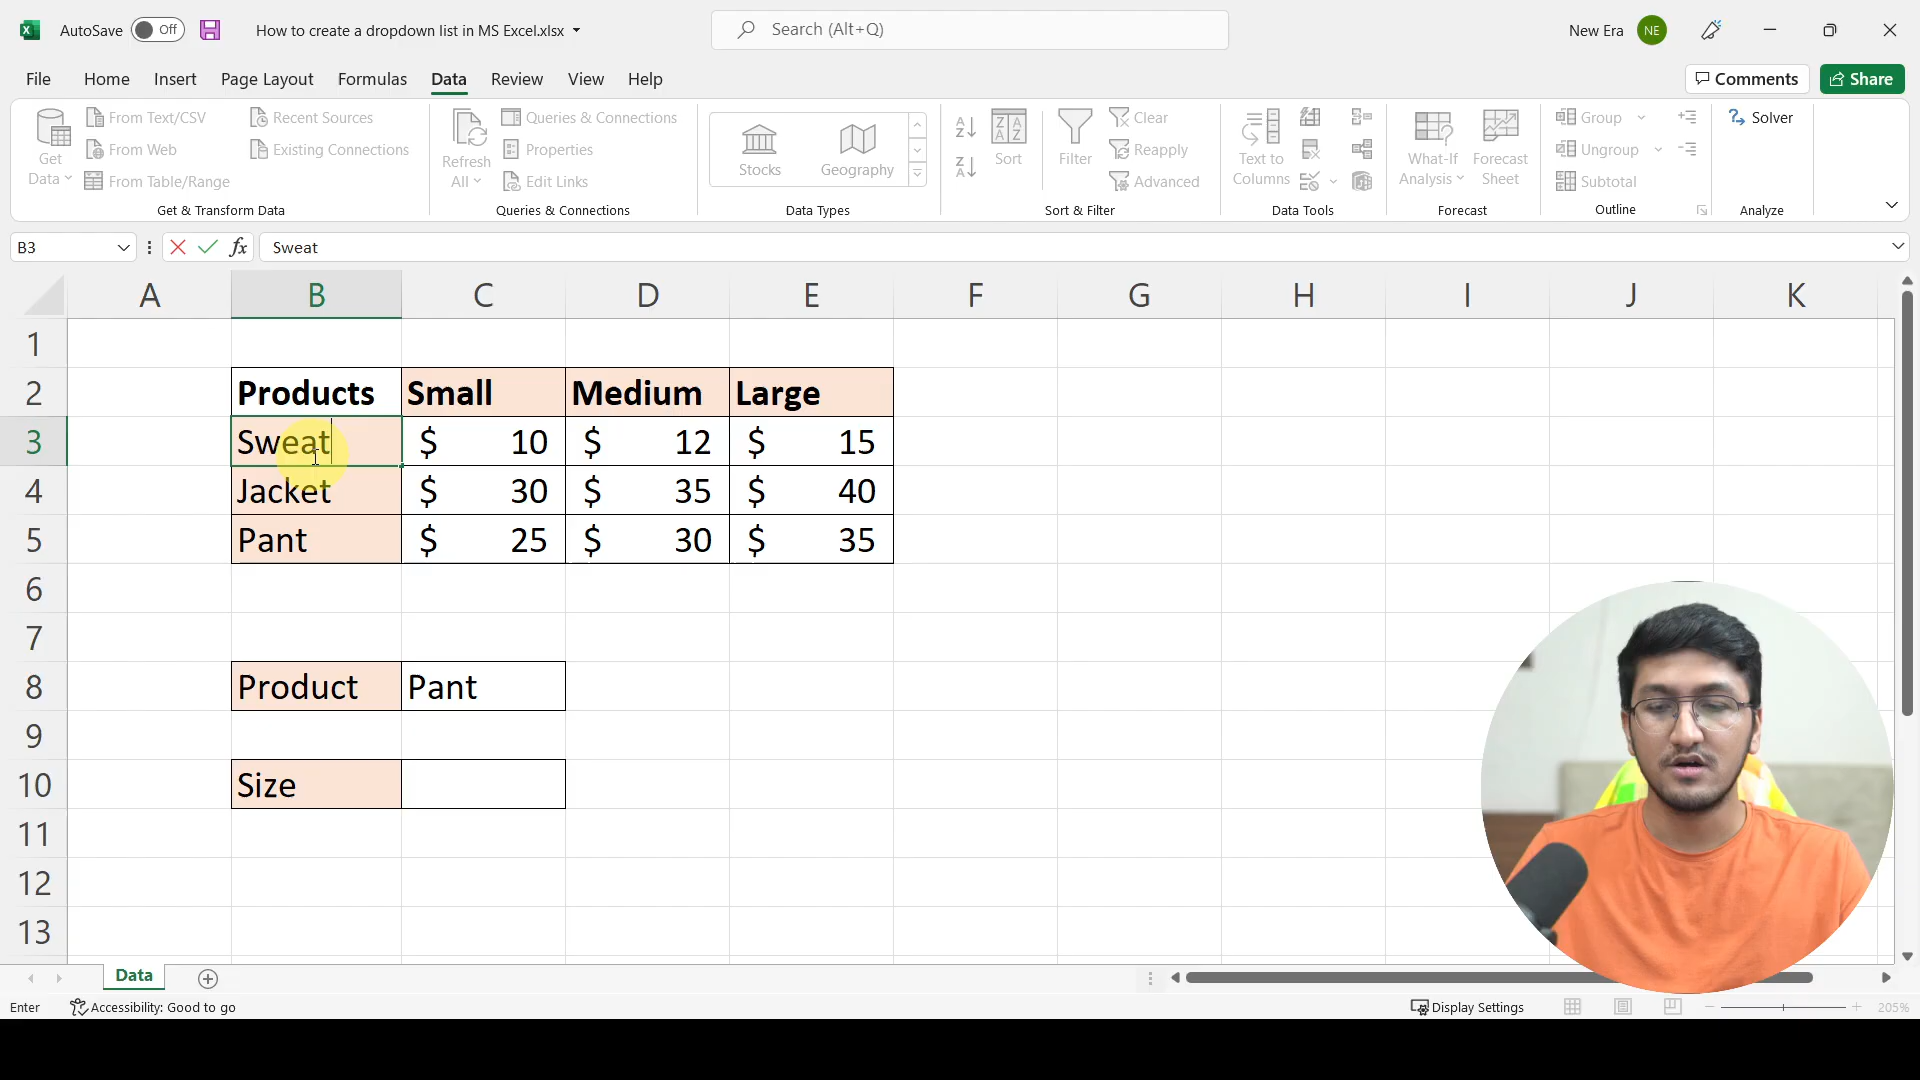 AutoSave Off How to create a dropdown list in MS Excel.xlsx Search (Alt+Q) New Era NE
File Home Insert Page Layout Formulas Data Review View Help Comments Share
Get Data
From Text/CSV
From Web
From Table/Range
Recent Sources
Existing Connections
Get & Transform Data
Refresh All
Queries & Connections
Properties
Edit Links
Queries & Connections
Stocks
Geography
Data Types
Sort
Filter
Clear
Reapply
Advanced
Sort & Filter
Text to Columns
Data Tools
What-If Analysis
Forecast Sheet
Forecast
Group
Ungroup
Subtotal
Outline
Solver
Analyze
B3 fx Sweat
A B C D E F G H I J K
1
2 Products Small Medium Large
3 Sweat $ 10 $ 12 $ 15
4 Jacket $ 30 $ 35 $ 40
5 Pant $ 25 $ 30 $ 35
6
7
8 Product Pant
9
10 Size
11
12
13
Data
Enter Accessibility: Good to go Display Settings 205%